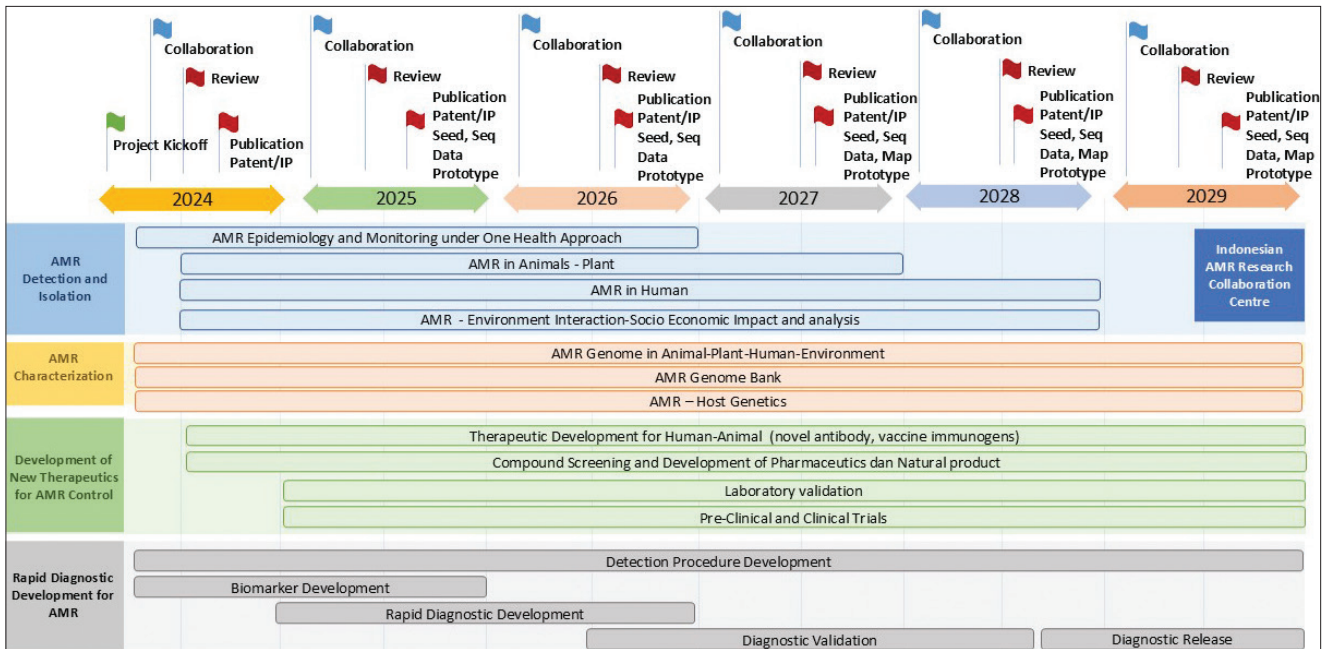 Collaboration
Review
Project Kickoff
Publication
Patent/IP
Collaboration
Review
Publication
Patent/IP
Seed, Seq
Data
Prototype
Collaboration
Review
Publication
Patent/IP
Seed, Seq
Data
Prototype
Collaboration
Review
Publication
Patent/IP
Seed, Seq
Data, Map
Prototype
Collaboration
Review
Publication
Patent/IP
Seed, Seq
Data, Map
Prototype
Collaboration
Review
Publication
Patent/IP
Seed, Seq
Data, Map
Prototype
2024
2025
2026
2027
2028
2029
AMR
Detection and
Isolation
AMR Epidemiology and Monitoring under One Health Approach
AMR in Animals - Plant
AMR in Human
AMR - Environment Interaction-Socio Economic Impact and analysis
Indonesian
AMR Research
Collaboration
Centre
AMR
Characterization
AMR Genome in Animal-Plant-Human-Environment
AMR Genome Bank
AMR – Host Genetics
Development of
New Therapeutics
for AMR Control
Therapeutic Development for Human-Animal (novel antibody, vaccine immunogens)
Compound Screening and Development of Pharmaceutics dan Natural product
Laboratory validation
Pre-Clinical and Clinical Trials
Rapid Diagnostic
Development for
AMR
Detection Procedure Development
Biomarker Development
Rapid Diagnostic Development
Diagnostic Validation
Diagnostic Release